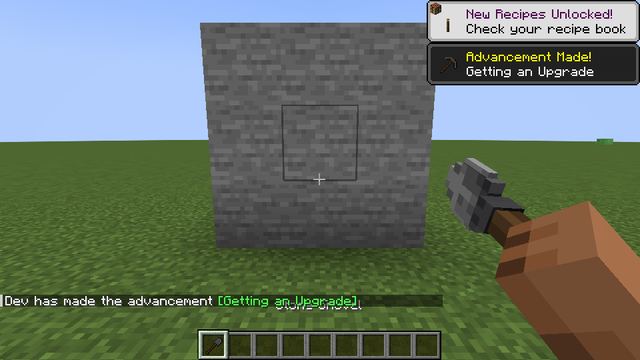 New Recipes Unlocked!
Check your recipe book
Advancement Made!
Getting an Upgrade
Dev has made the advancement [Getting an Upgrade]